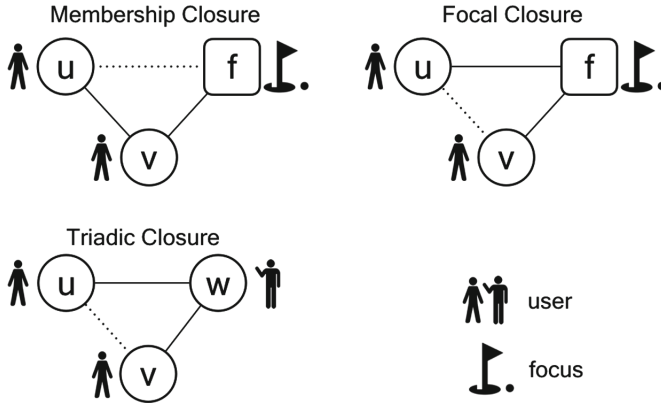 Membership Closure
u
f
v
Focal Closure
u
f
v
Triadic Closure
u
w
v
user
focus